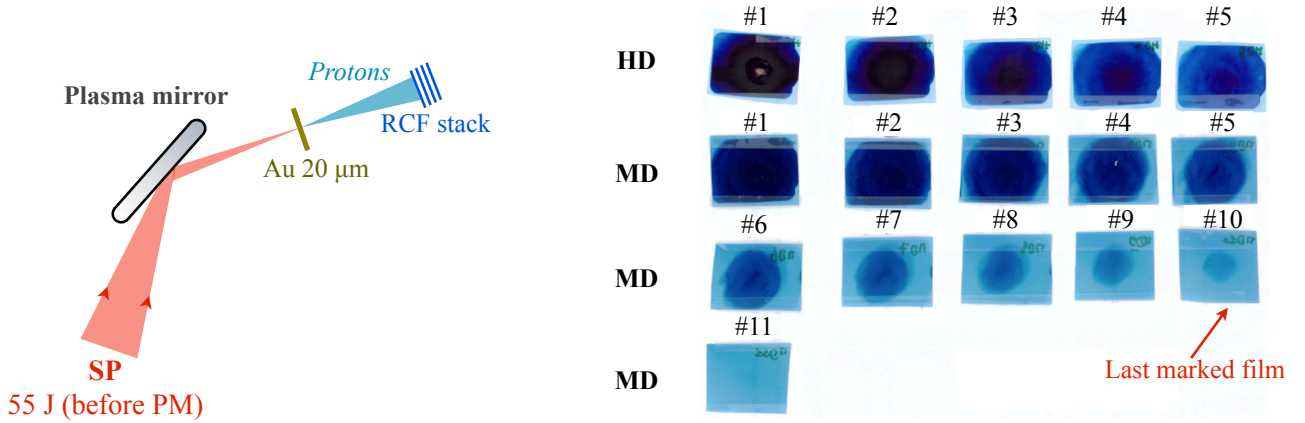 Plasma mirror
Protons
RCF stack
Au 20 µm
SP
55 J (before PM)
#1 #2 #3 #4 #5
HD
#1 #2 #3 #4 #5
MD
#6 #7 #8 #9 #10
MD
#11
MD
Last marked film